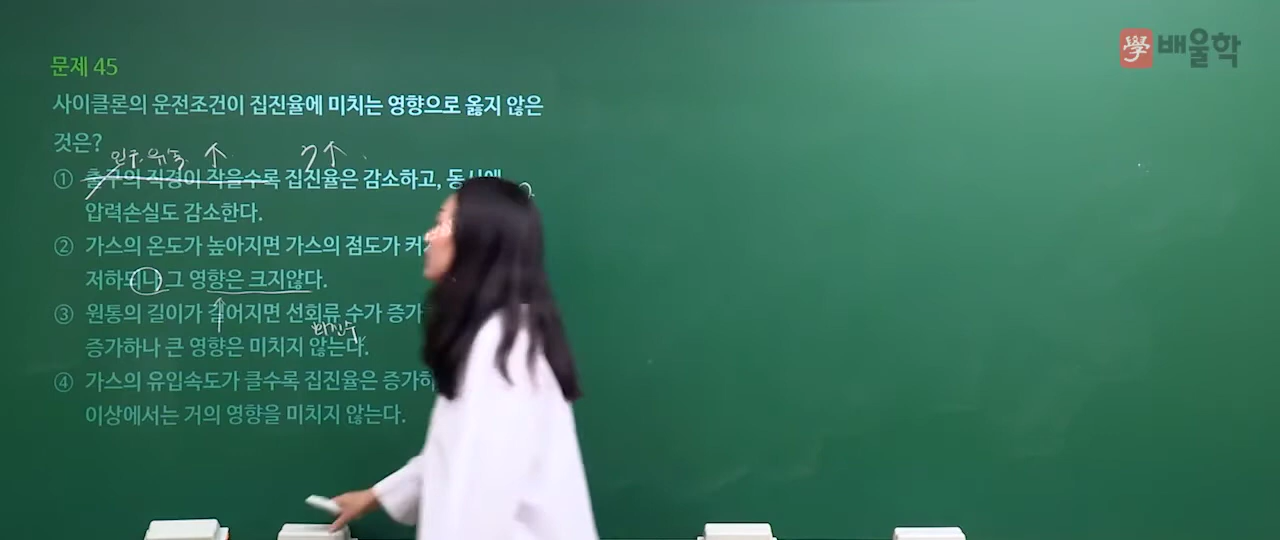 學 배울학
문제 45
사이클론의 운전조건이 집진율에 미치는 영향으로 옳지 않은
것은?
η↑
① 출구의 직경이 작을수록 집진율은 감소하고, 동시에
압력손실도 감소한다.
② 가스의 온도가 높아지면 가스의 점도가
저하되나 그 영향은 크지않다.
③ 원통의 길이가 길어지면 선회류 수가
증가하나 큰 영향은 미치지 않는다.
④ 가스의 유입속도가 클수록 집진율은
이상에서는 거의 영향을 미치지 않는다.